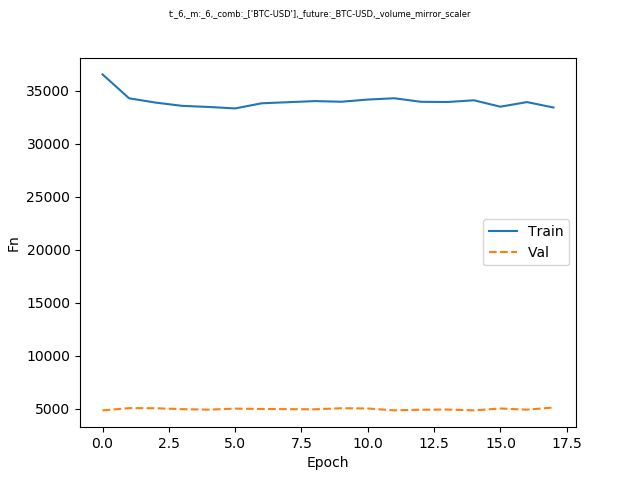 t:_6,_m:_6,_comb:_['BTC-USD'],_future:_BTC-USD,_volume_mirror_scaler
35000
30000
25000
20000
15000
10000
5000
Fn
Train
Val
0.0 2.5 5.0 7.5 10.0 12.5 15.0 17.5
Epoch